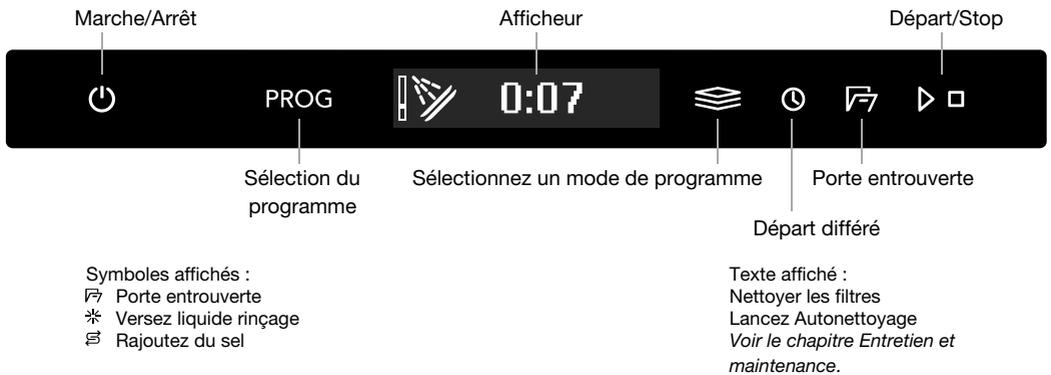 Marche/Arrêt
Afficheur
Départ/Stop
PROG
0:07
Sélection du
programme
Sélectionnez un mode de programme
Porte entrouverte
Départ différé
Symboles affichés :
Porte entrouverte
Versez liquide rinçage
Rajoutez du sel
Texte affiché :
Nettoyer les filtres
Lancez Autonettoyage
Voir le chapitre Entretien et
maintenance.